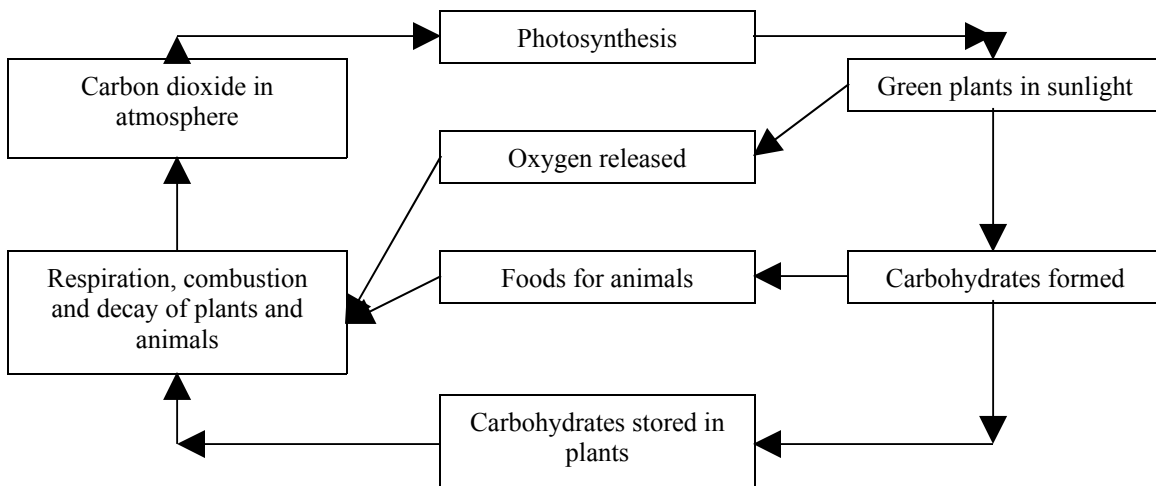 Photosynthesis
Carbon dioxide in
atmosphere
Green plants in sunlight
Oxygen released
Respiration, combustion
and decay of plants and
animals
Foods for animals
Carbohydrates formed
Carbohydrates stored in
plants